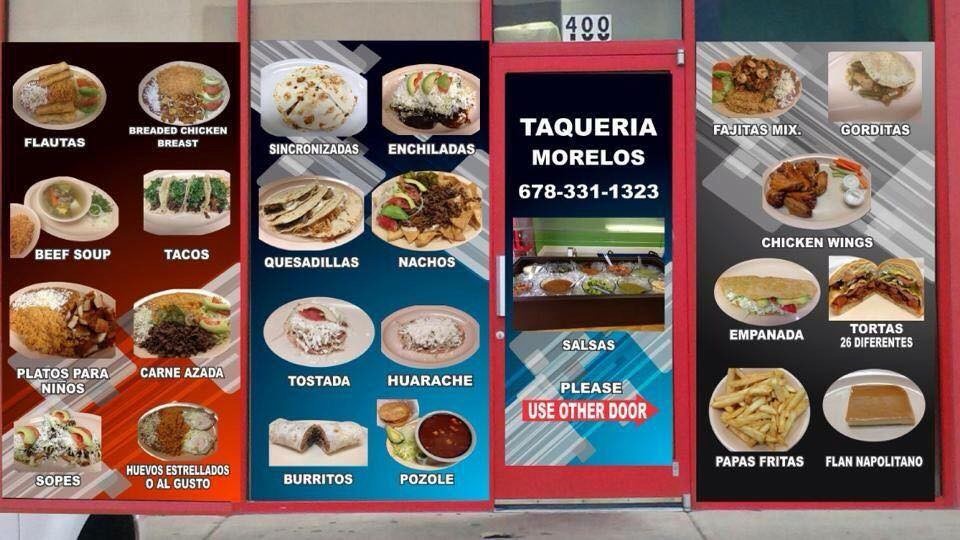 400
FLAUTAS
BREADED CHICKEN
BREAST
BEEF SOUP
TACOS
PLATOS PARA
NIÑOS
CARNE AZADA
SOPES
HUEVOS ESTRELLADOS
O AL GUSTO
SINCRONIZADAS
ENCHILADAS
QUESADILLAS
NACHOS
TOSTADA
HUARACHE
BURRITOS
POZOLE
TAQUERIA
MORELOS
678-331-1323
SALSAS
PLEASE
USE OTHER DOOR
FAJITAS MIX.
GORDITAS
CHICKEN WINGS
EMPANADA
TORTAS
26 DIFERENTES
PAPAS FRITAS
FLAN NAPOLITANO